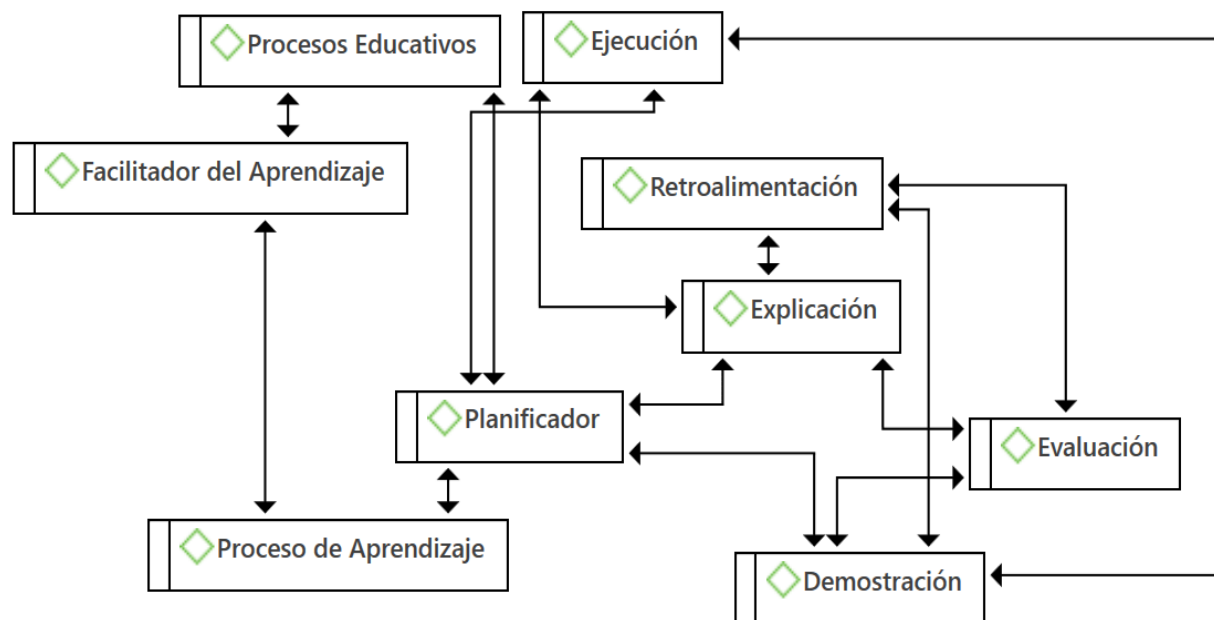 Procesos Educativos
Ejecución
Facilitador del Aprendizaje
Retroalimentación
Explicación
Planificador
Evaluación
Proceso de Aprendizaje
Demostración